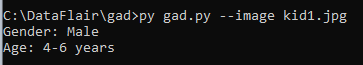 C:\DataFlair\gad>py gad.py --image kid1.jpg
Gender: Male
Age: 4-6 years